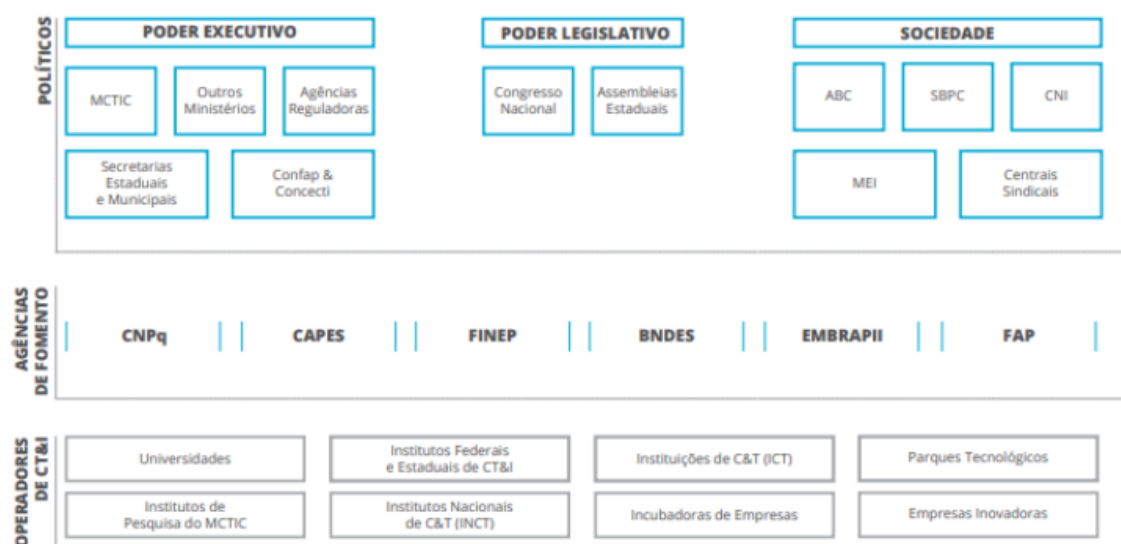 POLÍTICOS
PODER EXECUTIVO
PODER LEGISLATIVO
SOCIEDADE
MCTIC
Outros
Ministérios
Agências
Reguladoras
Congresso
Nacional
Assembleias
Estaduais
ABC
SBPC
CNI
Secretarias
Estaduais
e Municipais
Confap &
Concecti
MEI
Centrais
Sindicais
AGÊNCIAS
DE FOMENTO
CNPq
CAPES
FINEP
BNDES
EMBRAPII
FAP
OPERADORES
DE CT&I
Universidades
Institutos Federais
e Estaduais de CT&I
Instituições de C&T (ICT)
Parques Tecnológicos
Institutos de
Pesquisa do MCTIC
Institutos Nacionais
de C&T (INCT)
Incubadoras de Empresas
Empresas Inovadoras